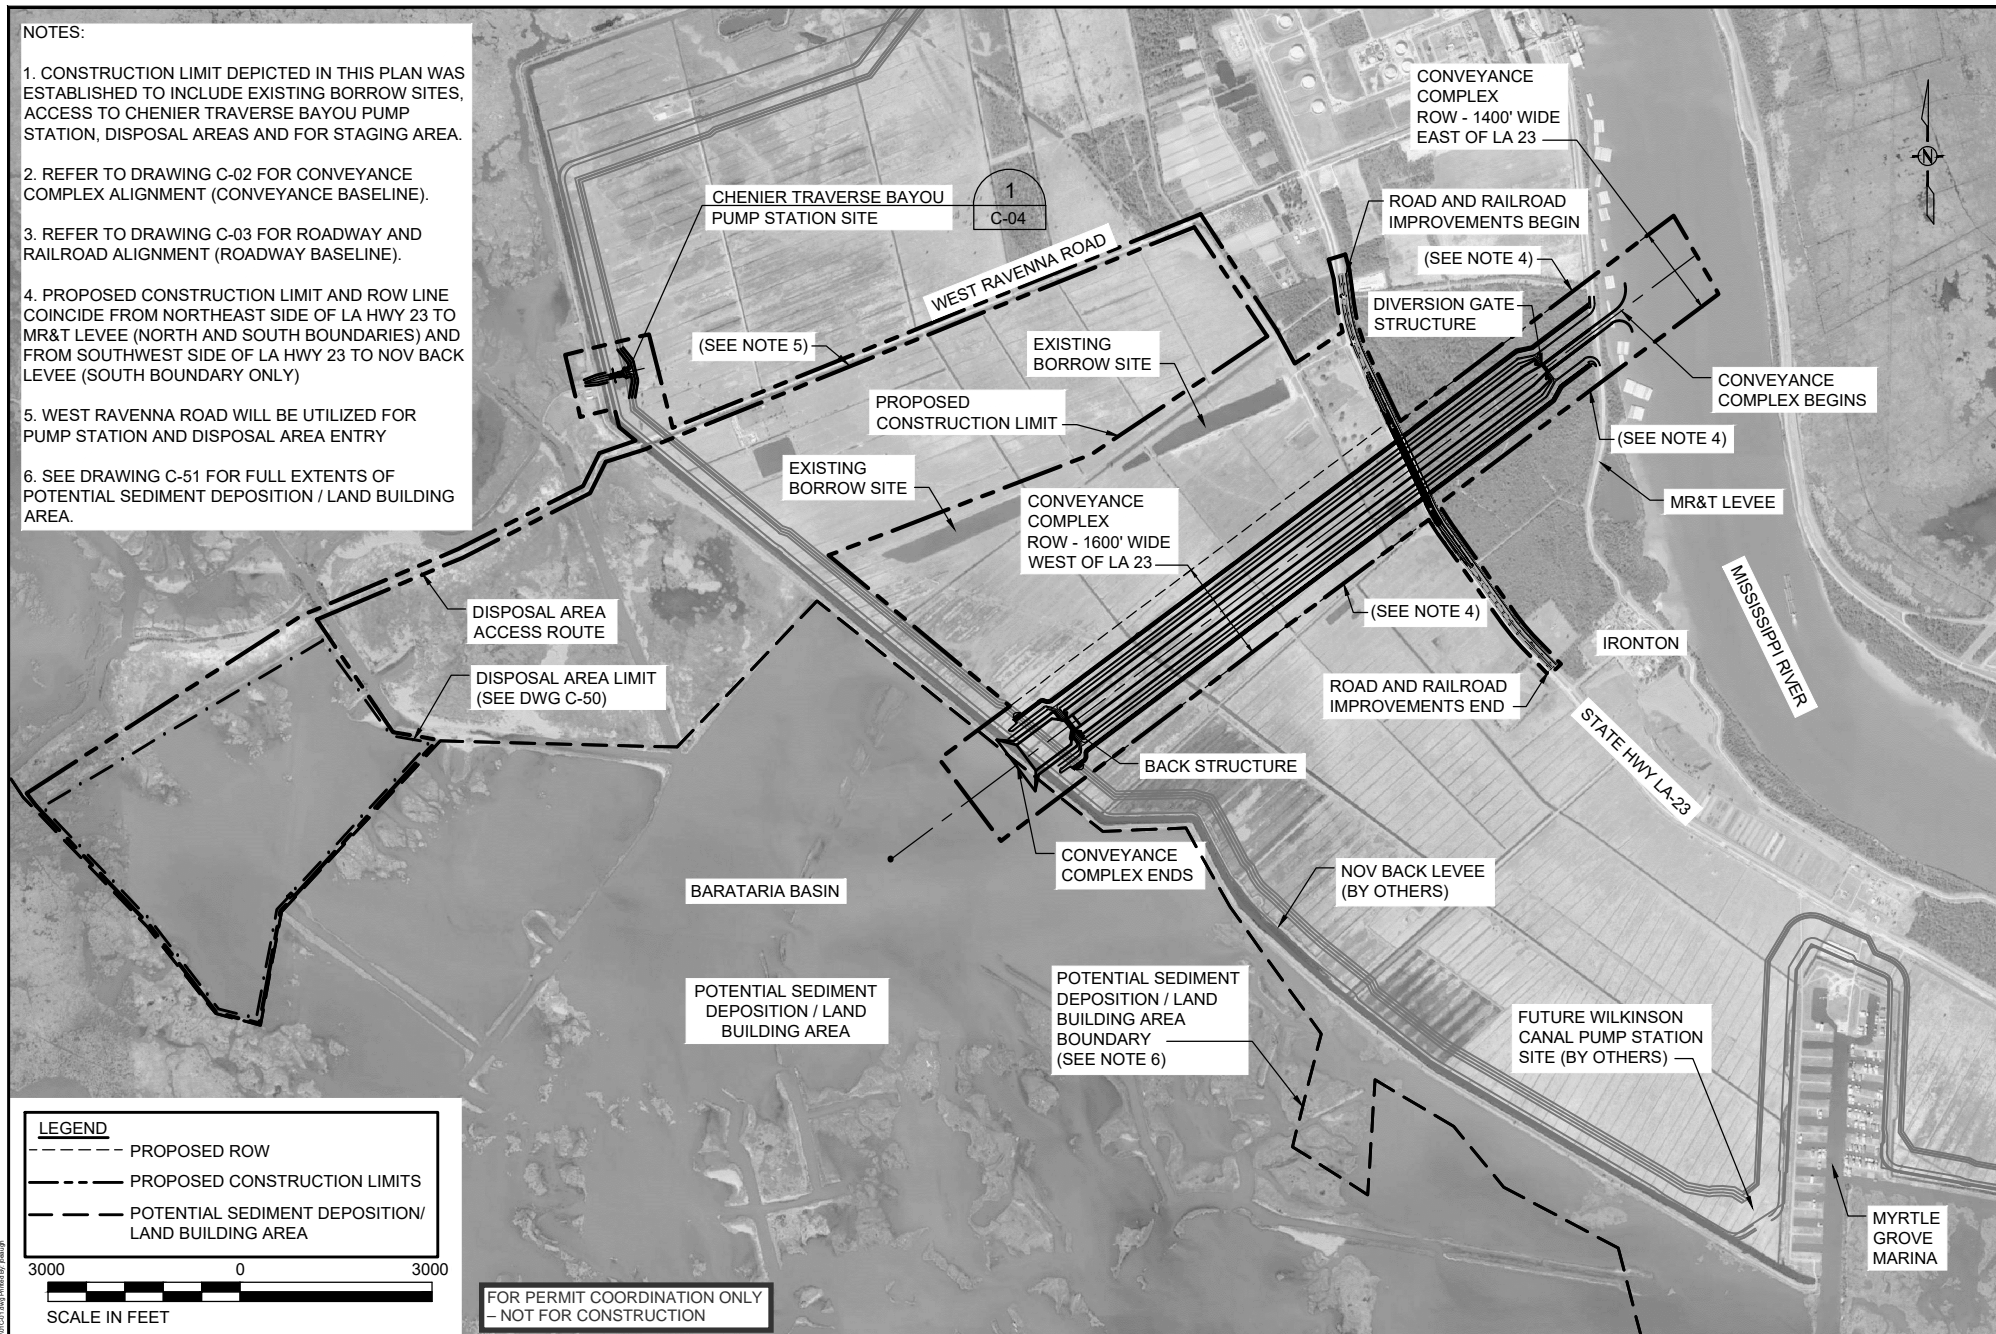 NOTES:
1. CONSTRUCTION LIMIT DEPICTED IN THIS PLAN WAS
ESTABLISHED TO INCLUDE EXISTING BORROW SITES,
ACCESS TO CHENIER TRAVERSE BAYOU PUMP
STATION, DISPOSAL AREAS AND FOR STAGING AREA.
2. REFER TO DRAWING C-02 FOR CONVEYANCE
COMPLEX ALIGNMENT (CONVEYANCE BASELINE).
3. REFER TO DRAWING C-03 FOR ROADWAY AND
RAILROAD ALIGNMENT (ROADWAY BASELINE).
4. PROPOSED CONSTRUCTION LIMIT AND ROW LINE
COINCIDE FROM NORTHEAST SIDE OF LA HWY 23 TO
MR&T LEVEE (NORTH AND SOUTH BOUNDARIES) AND
FROM SOUTHWEST SIDE OF LA HWY 23 TO NOV BACK
LEVEE (SOUTH BOUNDARY ONLY)
5. WEST RAVENNA ROAD WILL BE UTILIZED FOR
PUMP STATION AND DISPOSAL AREA ENTRY
6. SEE DRAWING C-51 FOR FULL EXTENTS OF
POTENTIAL SEDIMENT DEPOSITION / LAND BUILDING
AREA.
CONVEYANCE
COMPLEX
ROW - 1400' WIDE
EAST OF LA 23
N
CHENIER TRAVERSE BAYOU
PUMP STATION SITE
1
C-04
ROAD AND RAILROAD
IMPROVEMENTS BEGIN
WEST RAVENNA ROAD
(SEE NOTE 4)
DIVERSION GATE
STRUCTURE
(SEE NOTE 5)
EXISTING
BORROW SITE
CONVEYANCE
COMPLEX BEGINS
PROPOSED
CONSTRUCTION LIMIT
(SEE NOTE 4)
EXISTING
BORROW SITE
CONVEYANCE
COMPLEX
ROW - 1600' WIDE
WEST OF LA 23
MR&T LEVEE
MISSISSIPPI RIVER
DISPOSAL AREA
ACCESS ROUTE
(SEE NOTE 4)
IRONTON
DISPOSAL AREA LIMIT
(SEE DWG C-50)
ROAD AND RAILROAD
IMPROVEMENTS END
STATE HWY LA-23
BACK STRUCTURE
CONVEYANCE
COMPLEX ENDS
NOV BACK LEVEE
(BY OTHERS)
BARATARIA BASIN
POTENTIAL SEDIMENT
DEPOSITION / LAND
BUILDING AREA
POTENTIAL SEDIMENT
DEPOSITION / LAND
BUILDING AREA
BOUNDARY
(SEE NOTE 6)
FUTURE WILKINSON
CANAL PUMP STATION
SITE (BY OTHERS)
MYRTLE
GROVE
MARINA
LEGEND
PROPOSED ROW
PROPOSED CONSTRUCTION LIMITS
POTENTIAL SEDIMENT DEPOSITION/
LAND BUILDING AREA
3000 0 3000
SCALE IN FEET
FOR PERMIT COORDINATION ONLY
– NOT FOR CONSTRUCTION